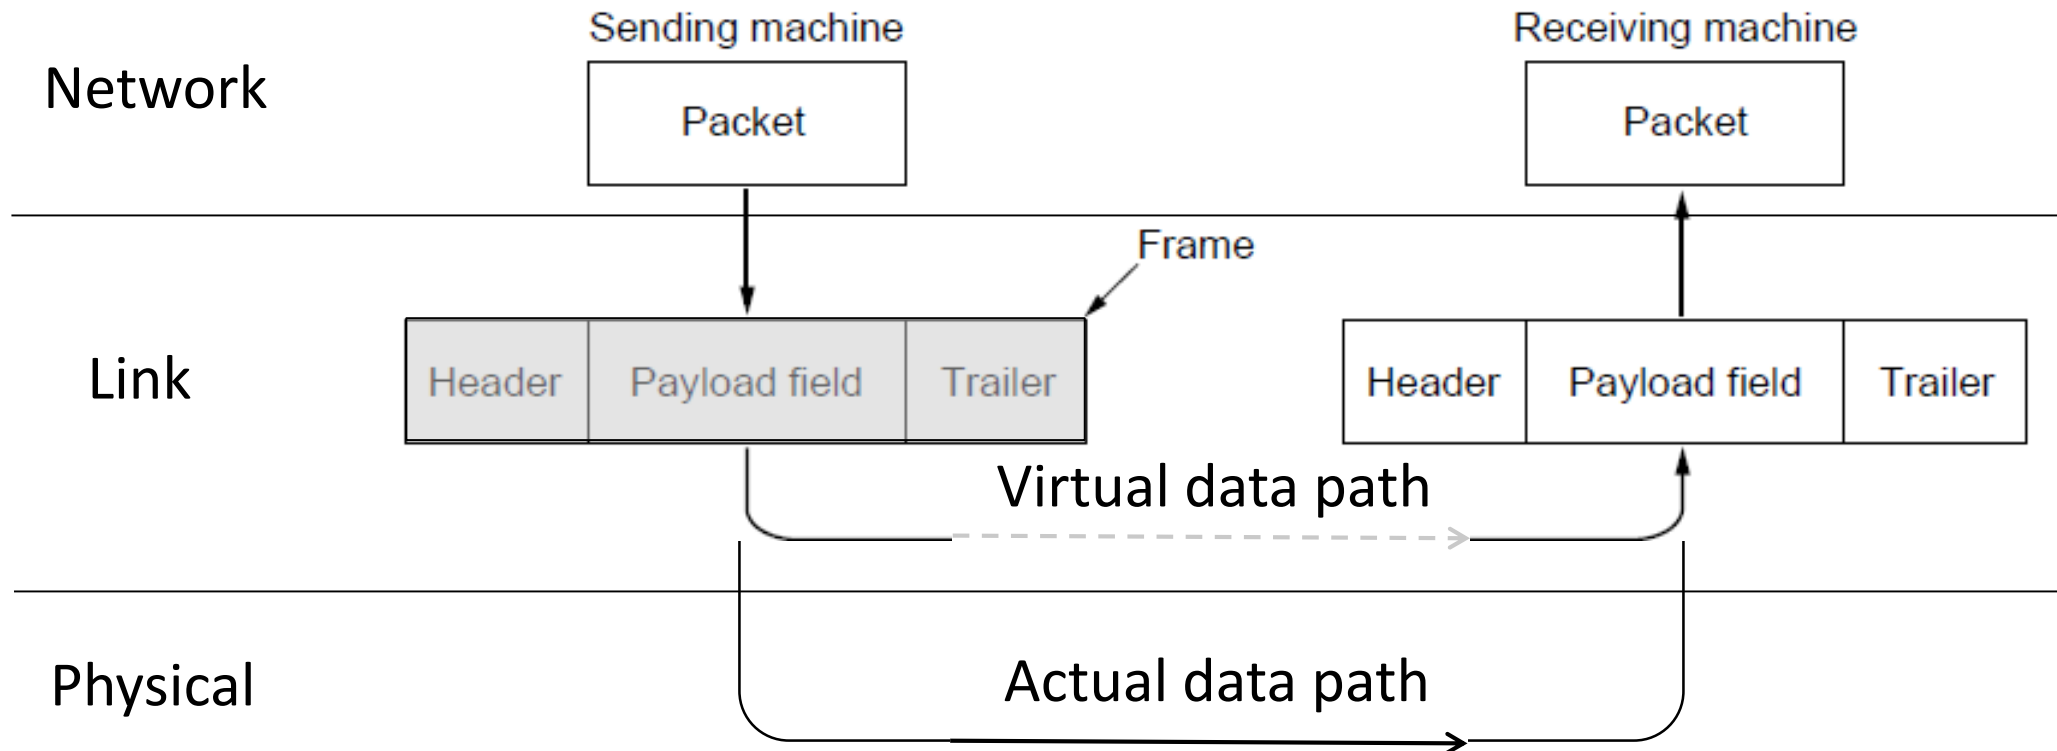 Sending machine
Receiving machine
Network
Packet
Packet
Frame
Link
Header
Payload field
Trailer
Header
Payload field
Trailer
Virtual data path
Physical
Actual data path